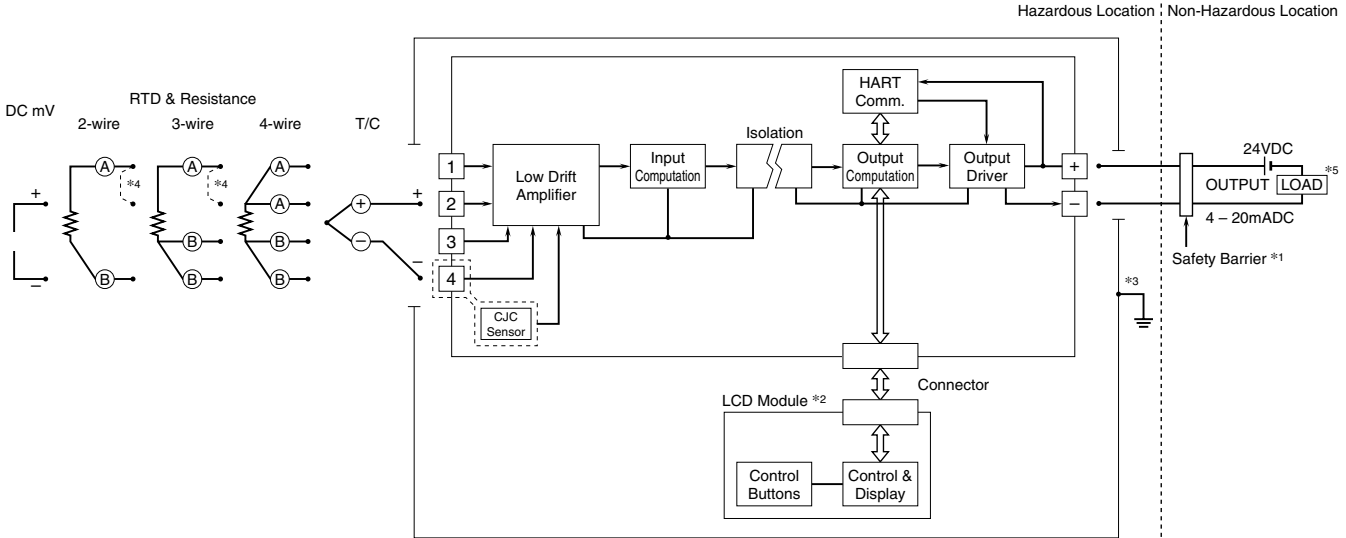 Hazardous Location
Non-Hazardous Location
DC mV
RTD & Resistance
2-wire
3-wire
4-wire
T/C
+
–
A
*4
B
A
*4
B
B
A
A
B
B
+
–
+
–
1
2
3
4
CJC
Sensor
Low Drift
Amplifier
Input
Computation
Isolation
HART
Comm.
Output
Computation
Output
Driver
+
–
24VDC
OUTPUT
LOAD
*5
4 – 20mADC
Safety Barrier *1
*3
Connector
LCD Module *2
Control
Buttons
Control &
Display